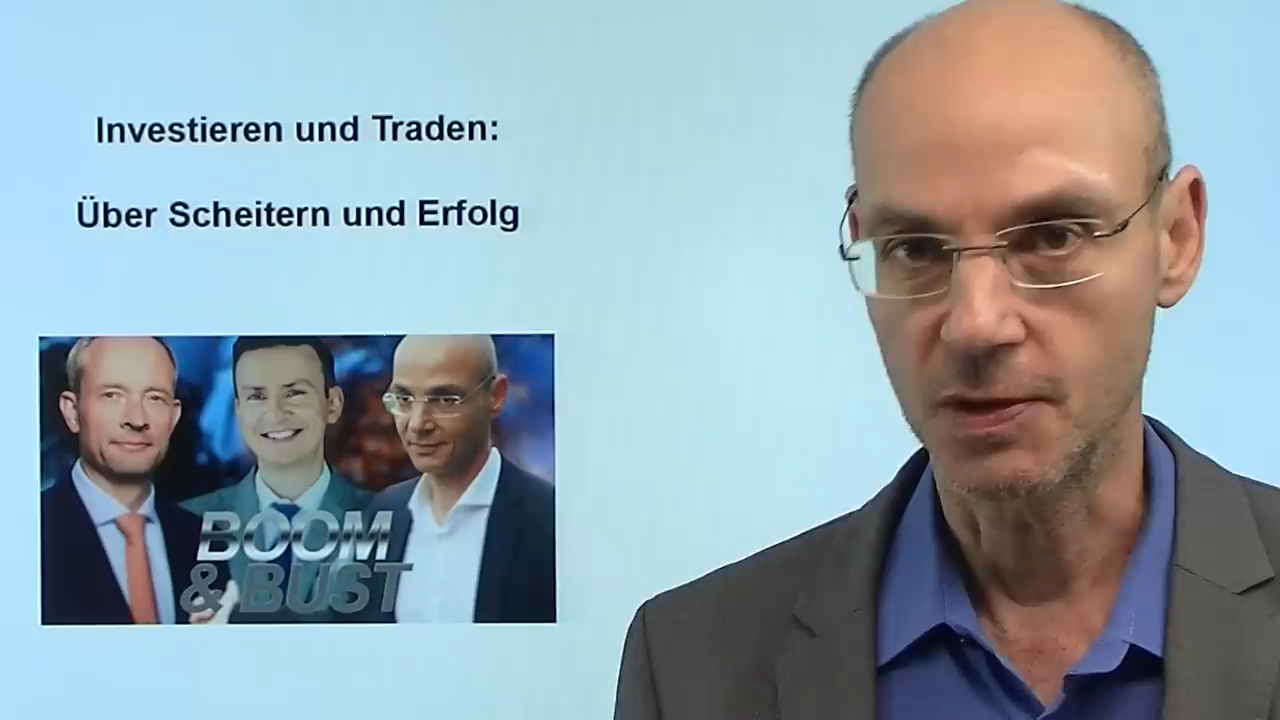 Investieren und Traden:
Über Scheitern und Erfolg
BOOM
& BUST